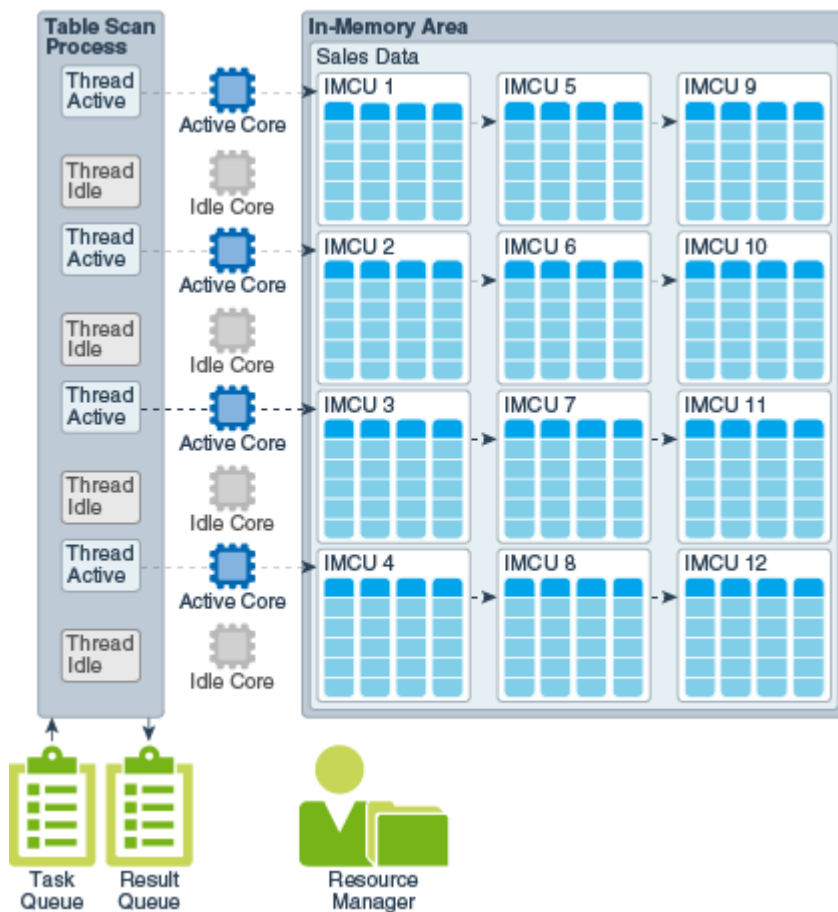 Table Scan
Process
Thread
Active
Thread
Idle
Thread
Active
Thread
Idle
Thread
Active
Thread
Idle
Thread
Active
Thread
Idle
Active Core
Idle Core
Active Core
Idle Core
Active Core
Idle Core
Active Core
Idle Core
In-Memory Area
Sales Data
IMCU 1
IMCU 5
IMCU 9
IMCU 2
IMCU 6
IMCU 10
IMCU 3
IMCU 7
IMCU 11
IMCU 4
IMCU 8
IMCU 12
Task
Queue
Result
Queue
Resource
Manager